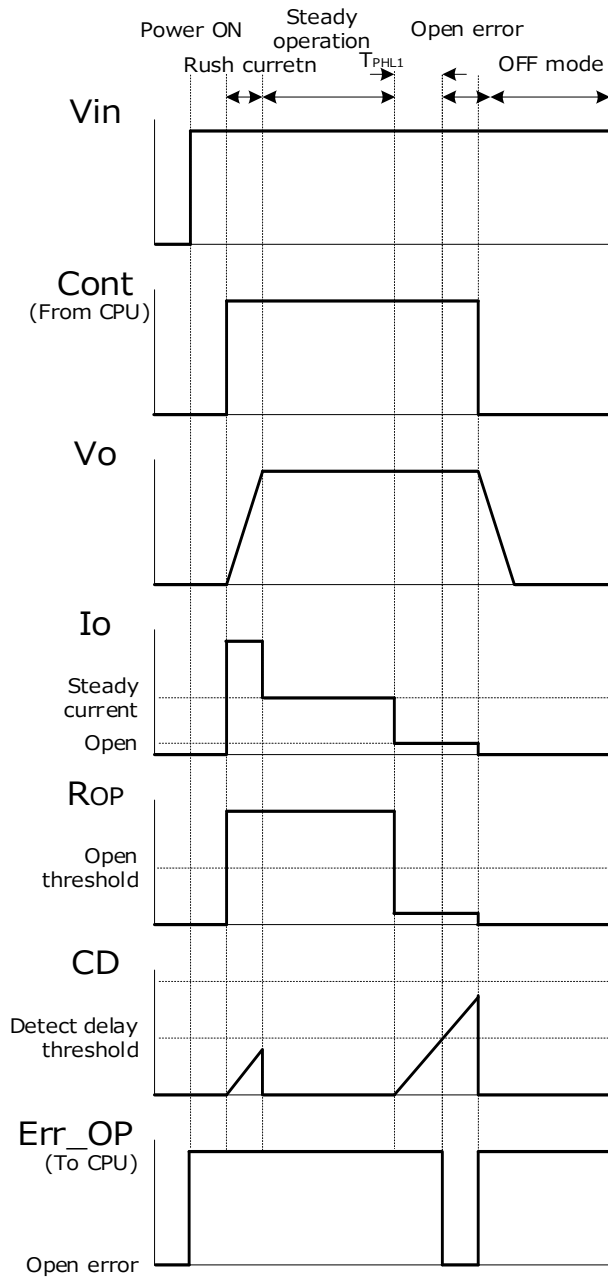 Power ON
Steady
operation
Open error
Rush curretn
TPHL1
OFF mode
Vin
Cont
(From CPU)
Vo
Io
Steady
current
Open
ROP
Open
threshold
CD
Detect delay
threshold
Err_OP
(To CPU)
Open error